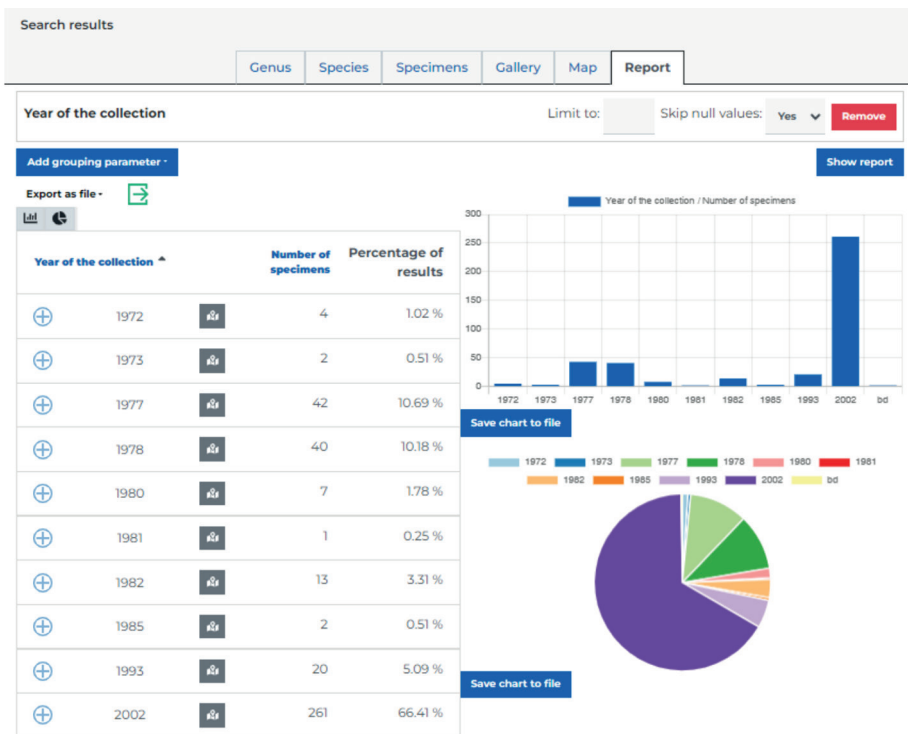 Search results
Genus Species Specimens Gallery Map Report
Year of the collection Limit to: Skip null values: Yes Remove
Add grouping parameter Show report
Export as file
Year of the collection Number of specimens Percentage of results
1972 4 1.02 %
1973 2 0.51 %
1977 42 10.69 %
1978 40 10.18 %
1980 7 1.78 %
1981 1 0.25 %
1982 13 3.31 %
1985 2 0.51 %
1993 20 5.09 %
2002 261 66.41 %
Year of the collection / Number of specimens
300
250
200
150
100
50
0
1972 1973 1977 1978 1980 1981 1982 1985 1993 2002 bd
Save chart to file
1972 1973 1977 1978 1980 1981
1982 1985 1993 2002 bd
Save chart to file